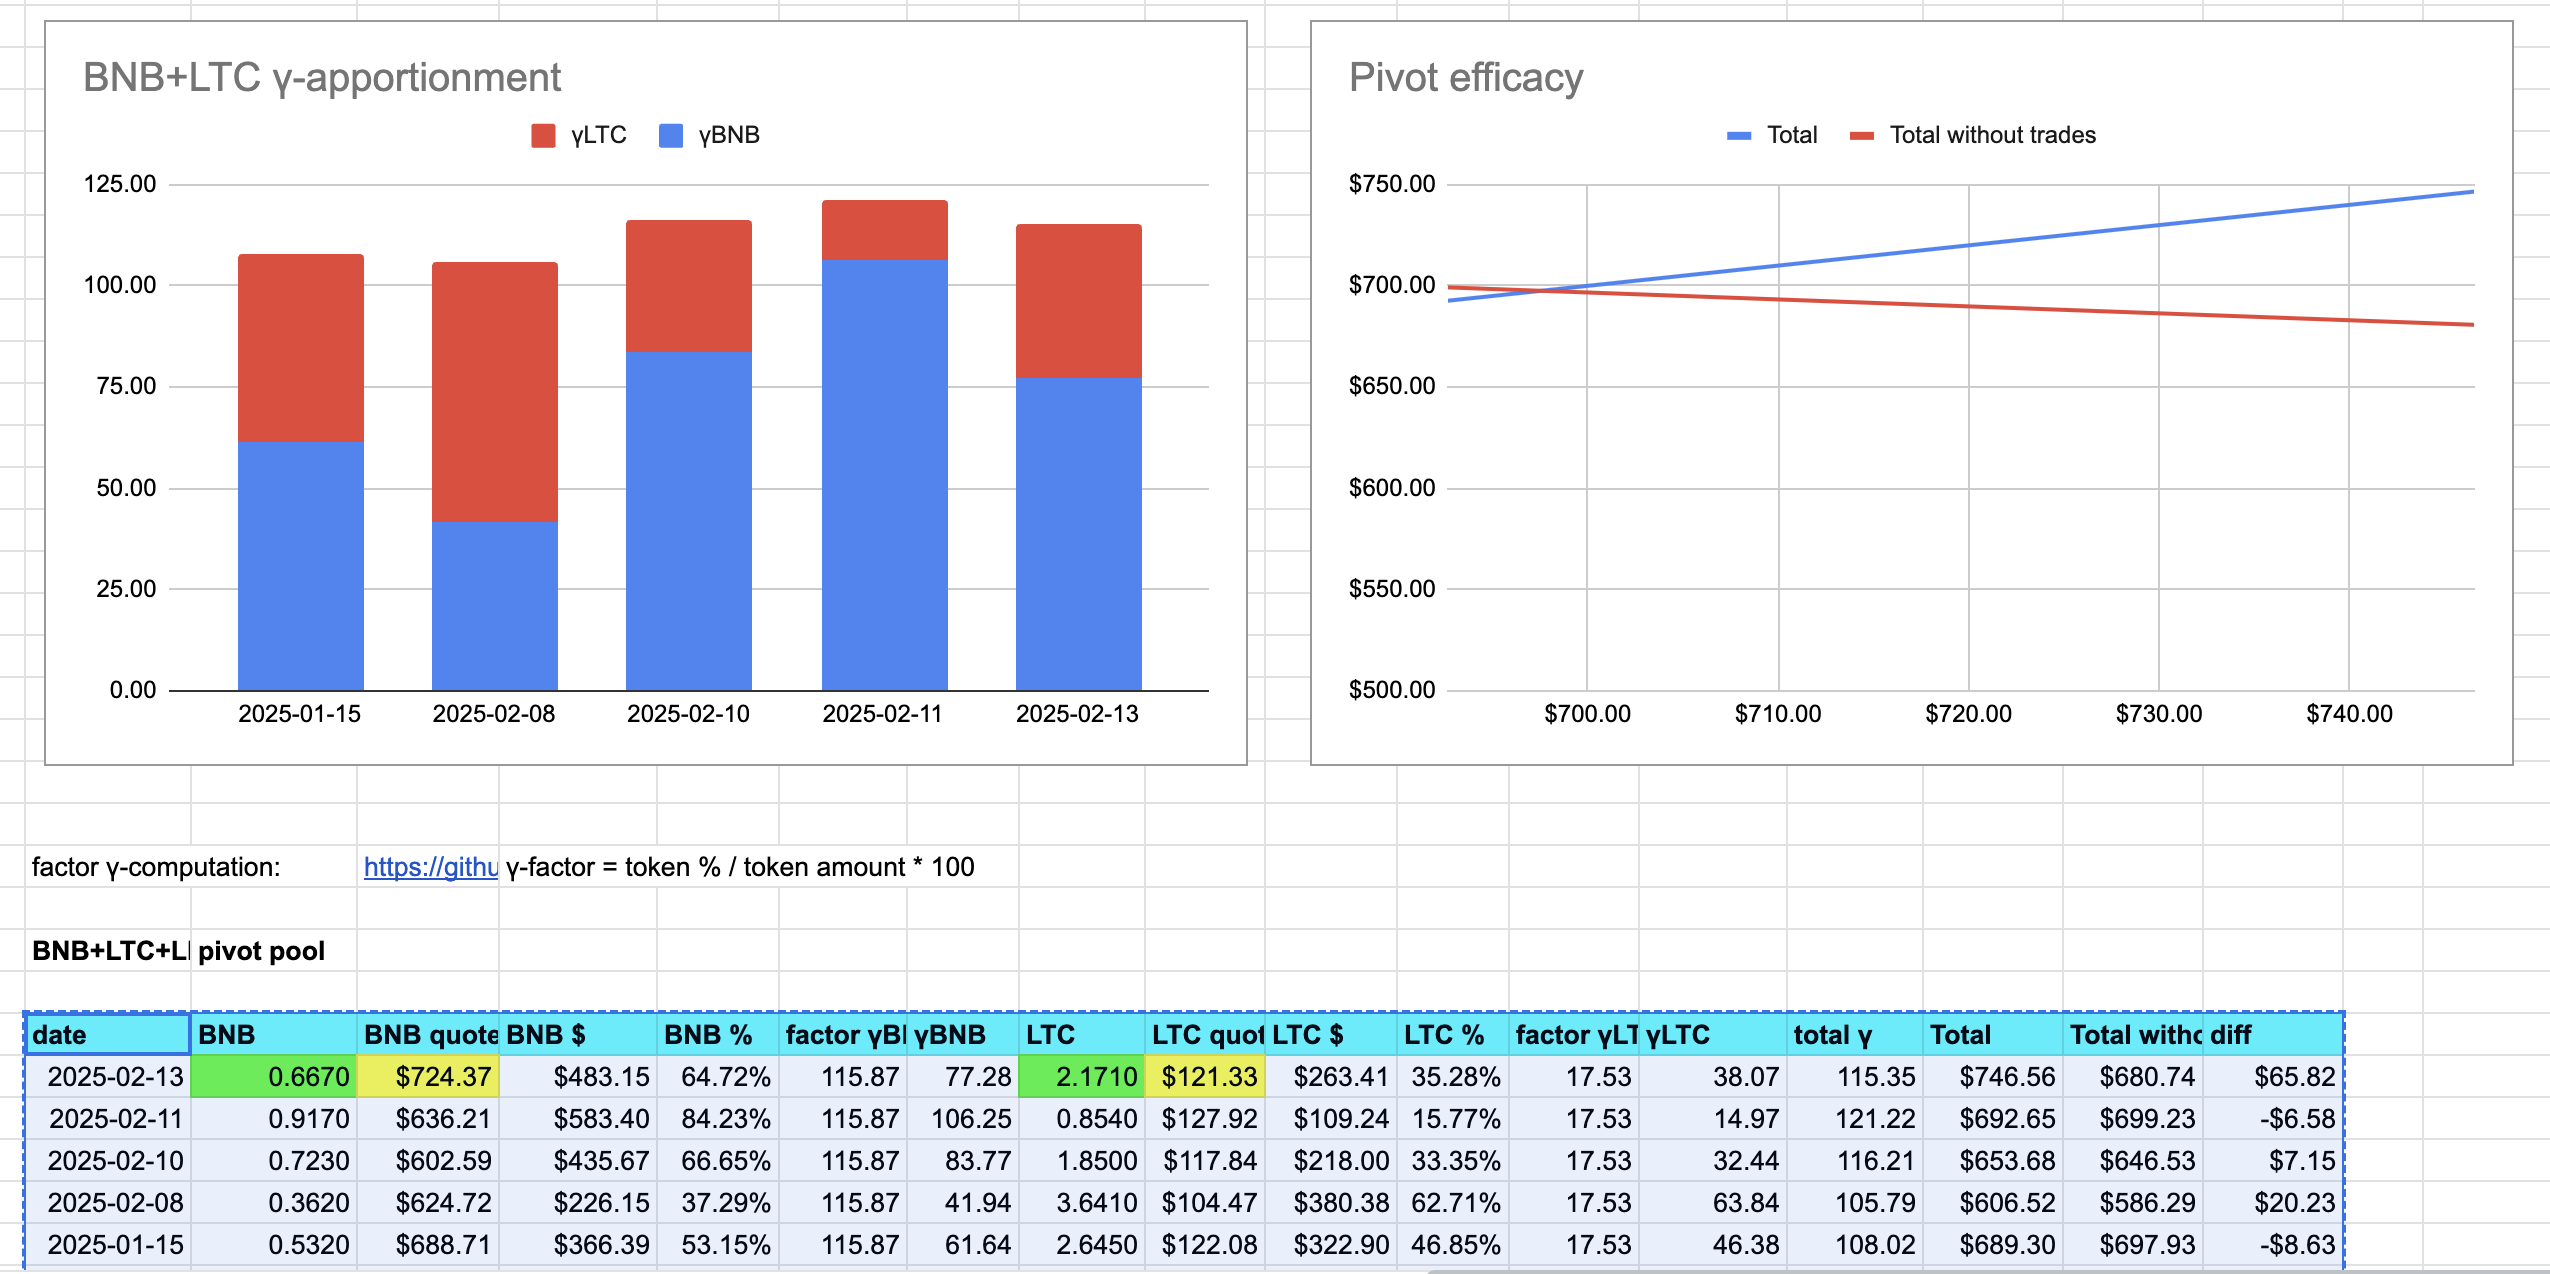 BNB+LTC γ-apportionment
γLTC γBNB
125.00
100.00
75.00
50.00
25.00
0.00
2025-01-15 2025-02-08 2025-02-10 2025-02-11 2025-02-13
Pivot efficacy
Total Total without trades
$750.00
$700.00
$650.00
$600.00
$550.00
$500.00
$700.00 $710.00 $720.00 $730.00 $740.00
factor γ-computation: https://githu γ-factor = token % / token amount * 100
BNB+LTC+L pivot pool
date BNB BNB quote BNB $ BNB % factor γB γBNB LTC LTC quot LTC $ LTC % factor γLT γLTC total γ Total Total witho diff
2025-02-13 0.6670 $724.37 $483.15 64.72% 115.87 77.28 2.1710 $121.33 $263.41 35.28% 17.53 38.07 115.35 $746.56 $680.74 $65.82
2025-02-11 0.9170 $636.21 $583.40 84.23% 115.87 106.25 0.8540 $127.92 $109.24 15.77% 17.53 14.97 121.22 $692.65 $699.23 -$6.58
2025-02-10 0.7230 $602.59 $435.67 66.65% 115.87 83.77 1.8500 $117.84 $218.00 33.35% 17.53 32.44 116.21 $653.68 $646.53 $7.15
2025-02-08 0.3620 $624.72 $226.15 37.29% 115.87 41.94 3.6410 $104.47 $380.38 62.71% 17.53 63.84 105.79 $606.52 $586.29 $20.23
2025-01-15 0.5320 $688.71 $366.39 53.15% 115.87 61.64 2.6450 $122.08 $322.90 46.85% 17.53 46.38 108.02 $689.30 $697.93 -$8.63